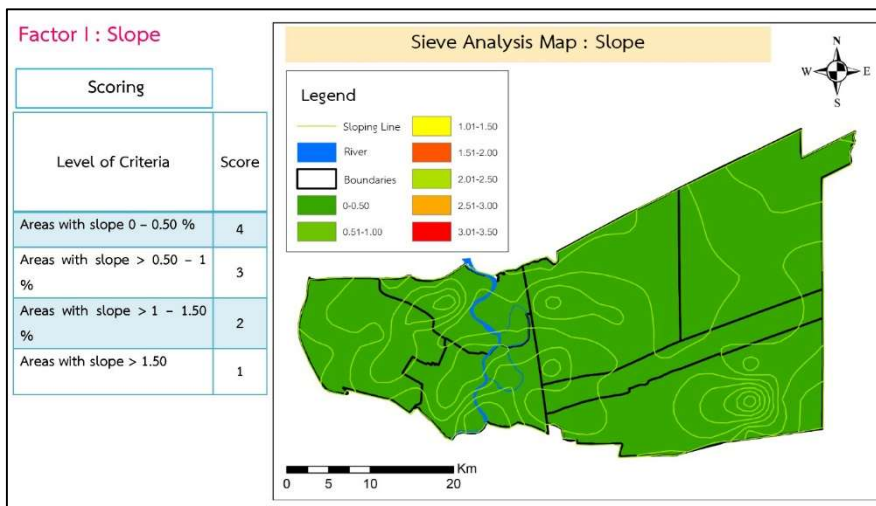 Factor I : Slope
Scoring
Level of Criteria
Score
Areas with slope 0 – 0.50 %
4
Areas with slope > 0.50 – 1
%
3
Areas with slope > 1 – 1.50
%
2
Areas with slope > 1.50
1
Sieve Analysis Map : Slope
N
W
E
S
Legend
Sloping Line
River
Boundaries
0-0.50
0.51-1.00
1.01-1.50
1.51-2.00
2.01-2.50
2.51-3.00
3.01-3.50
Km
0 5 10 20